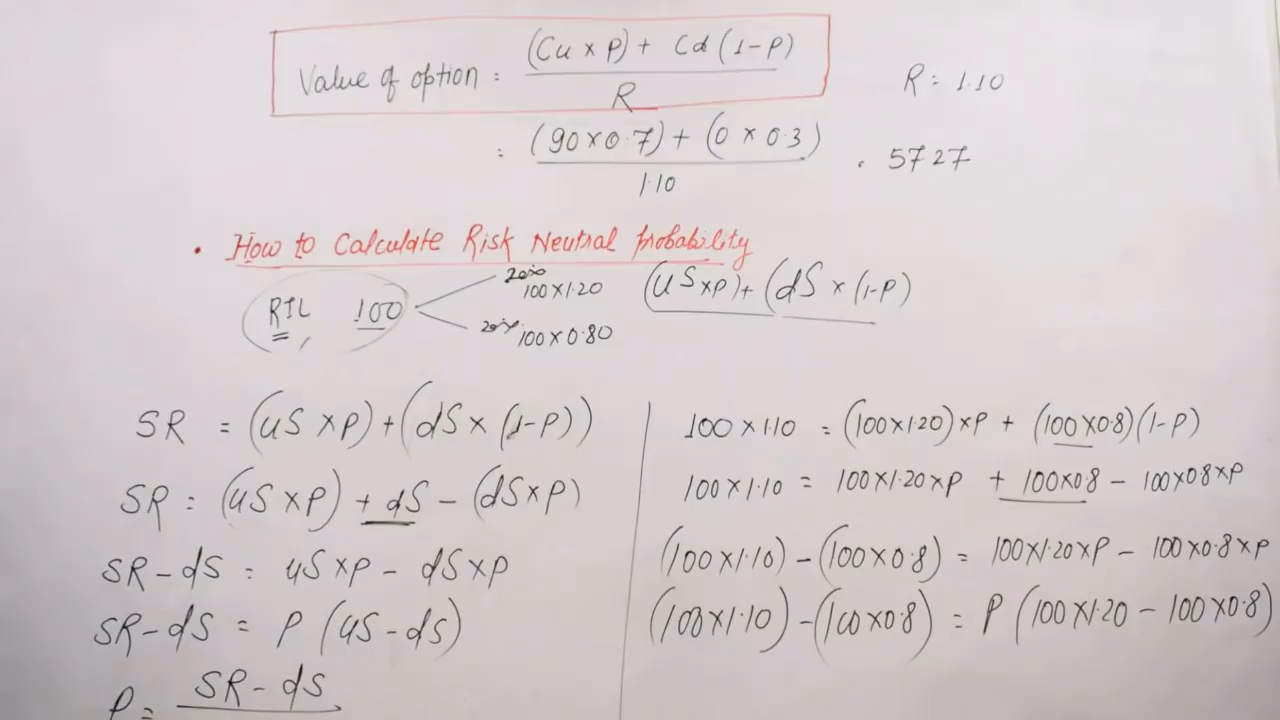 Value of option = (Cu × P) + Cd (1-P) / R
R = 1.10
= (90×0.7) + (0 × 0.3) / 1.10 . 5727
• How to Calculate Risk Neutral probability
RIL 100
20% 100×1.20
20% 100×0.80
(uS×P) + (dS × (1-P)
SR = (uS × P) + (dS × (1-P))
SR = (uS × P) + dS - (dS×P)
SR-dS = uS×P - dS×P
SR-dS = P (uS-dS)
P = SR-dS
100×1.10 = (100×1.20)×P + (100×0.8)(1-P)
100×1.10 = 100×1.20×P + 100×0.8 - 100×0.8×P
(100×1.10) - (100×0.8) = 100×1.20×P - 100×0.8×P
(100×1.10) - (100×0.8) = P (100×1.20 - 100×0.8)